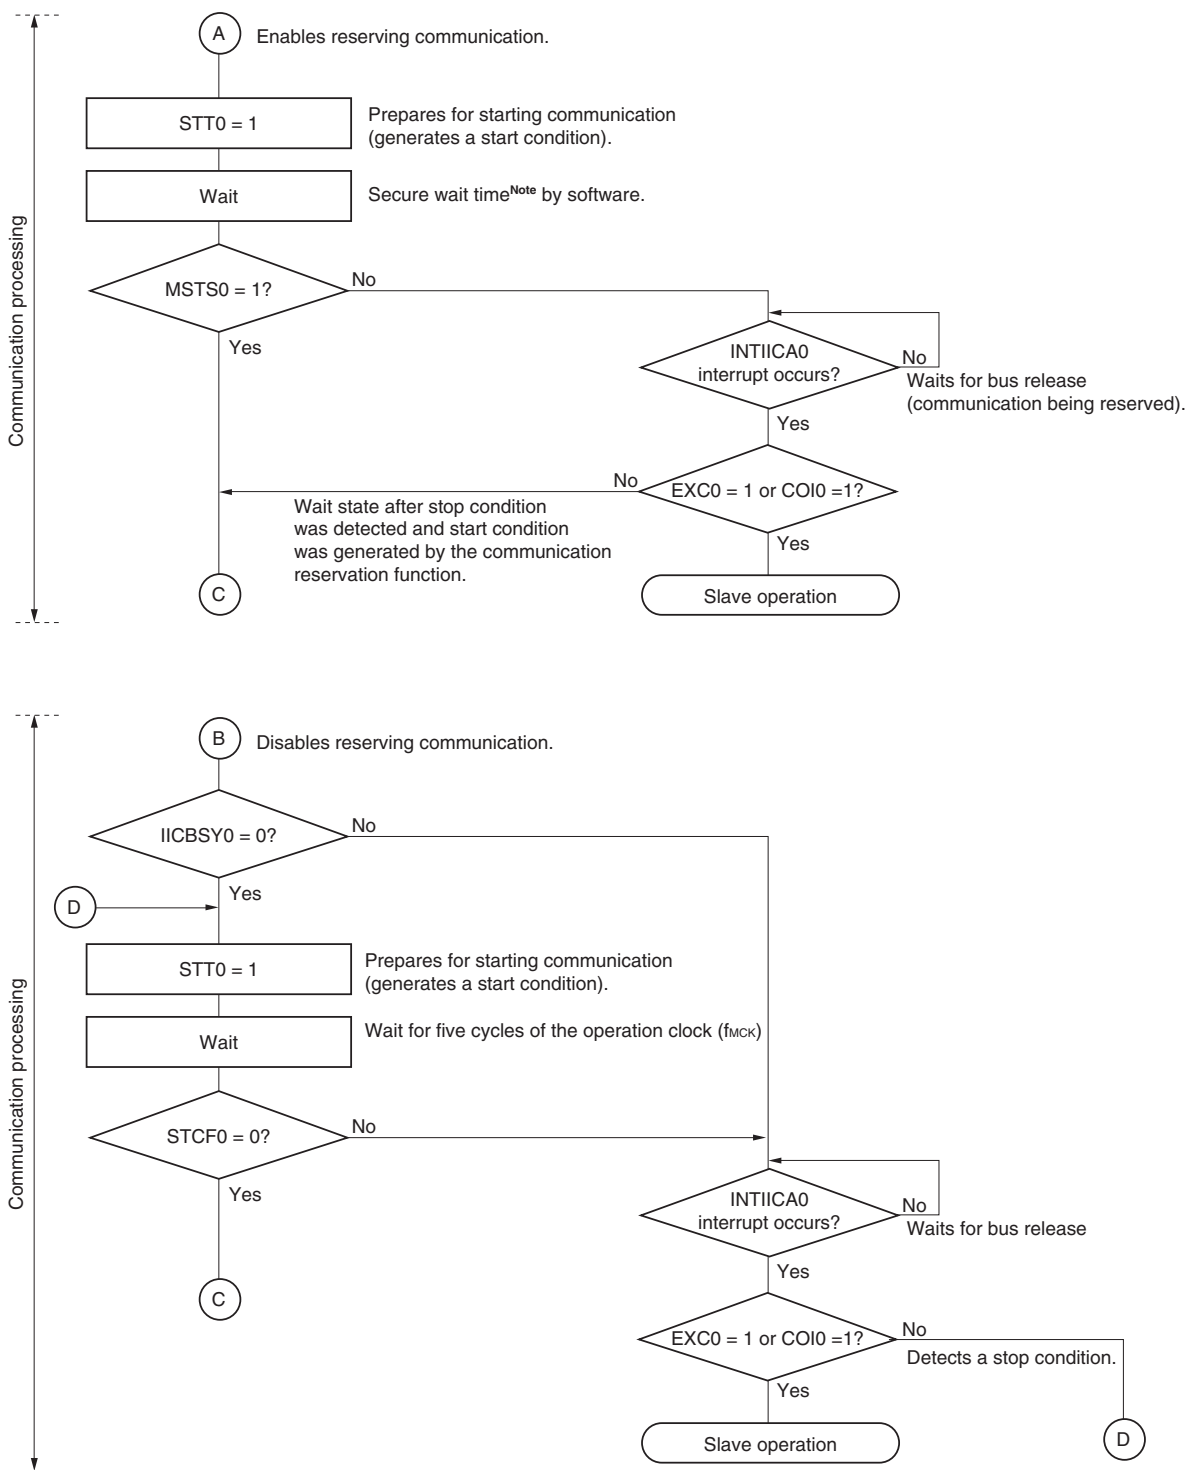 A
Enables reserving communication.
STT0 = 1
Prepares for starting communication
(generates a start condition).
Wait
Secure wait timeNote by software.
MSTS0 = 1?
No
Yes
INTIICA0
interrupt occurs?
No
Waits for bus release
(communication being reserved).
Yes
EXC0 = 1 or COI0 =1?
No
Wait state after stop condition
was detected and start condition
was generated by the communication
reservation function.
Yes
C
Slave operation
Communication processing
B
Disables reserving communication.
IICBSY0 = 0?
No
Yes
D
STT0 = 1
Prepares for starting communication
(generates a start condition).
Wait
Wait for five cycles of the operation clock (fMCK)
STCF0 = 0?
No
Yes
INTIICA0
interrupt occurs?
No
Waits for bus release
Yes
C
EXC0 = 1 or COI0 =1?
No
Detects a stop condition.
Yes
Slave operation
D
Communication processing